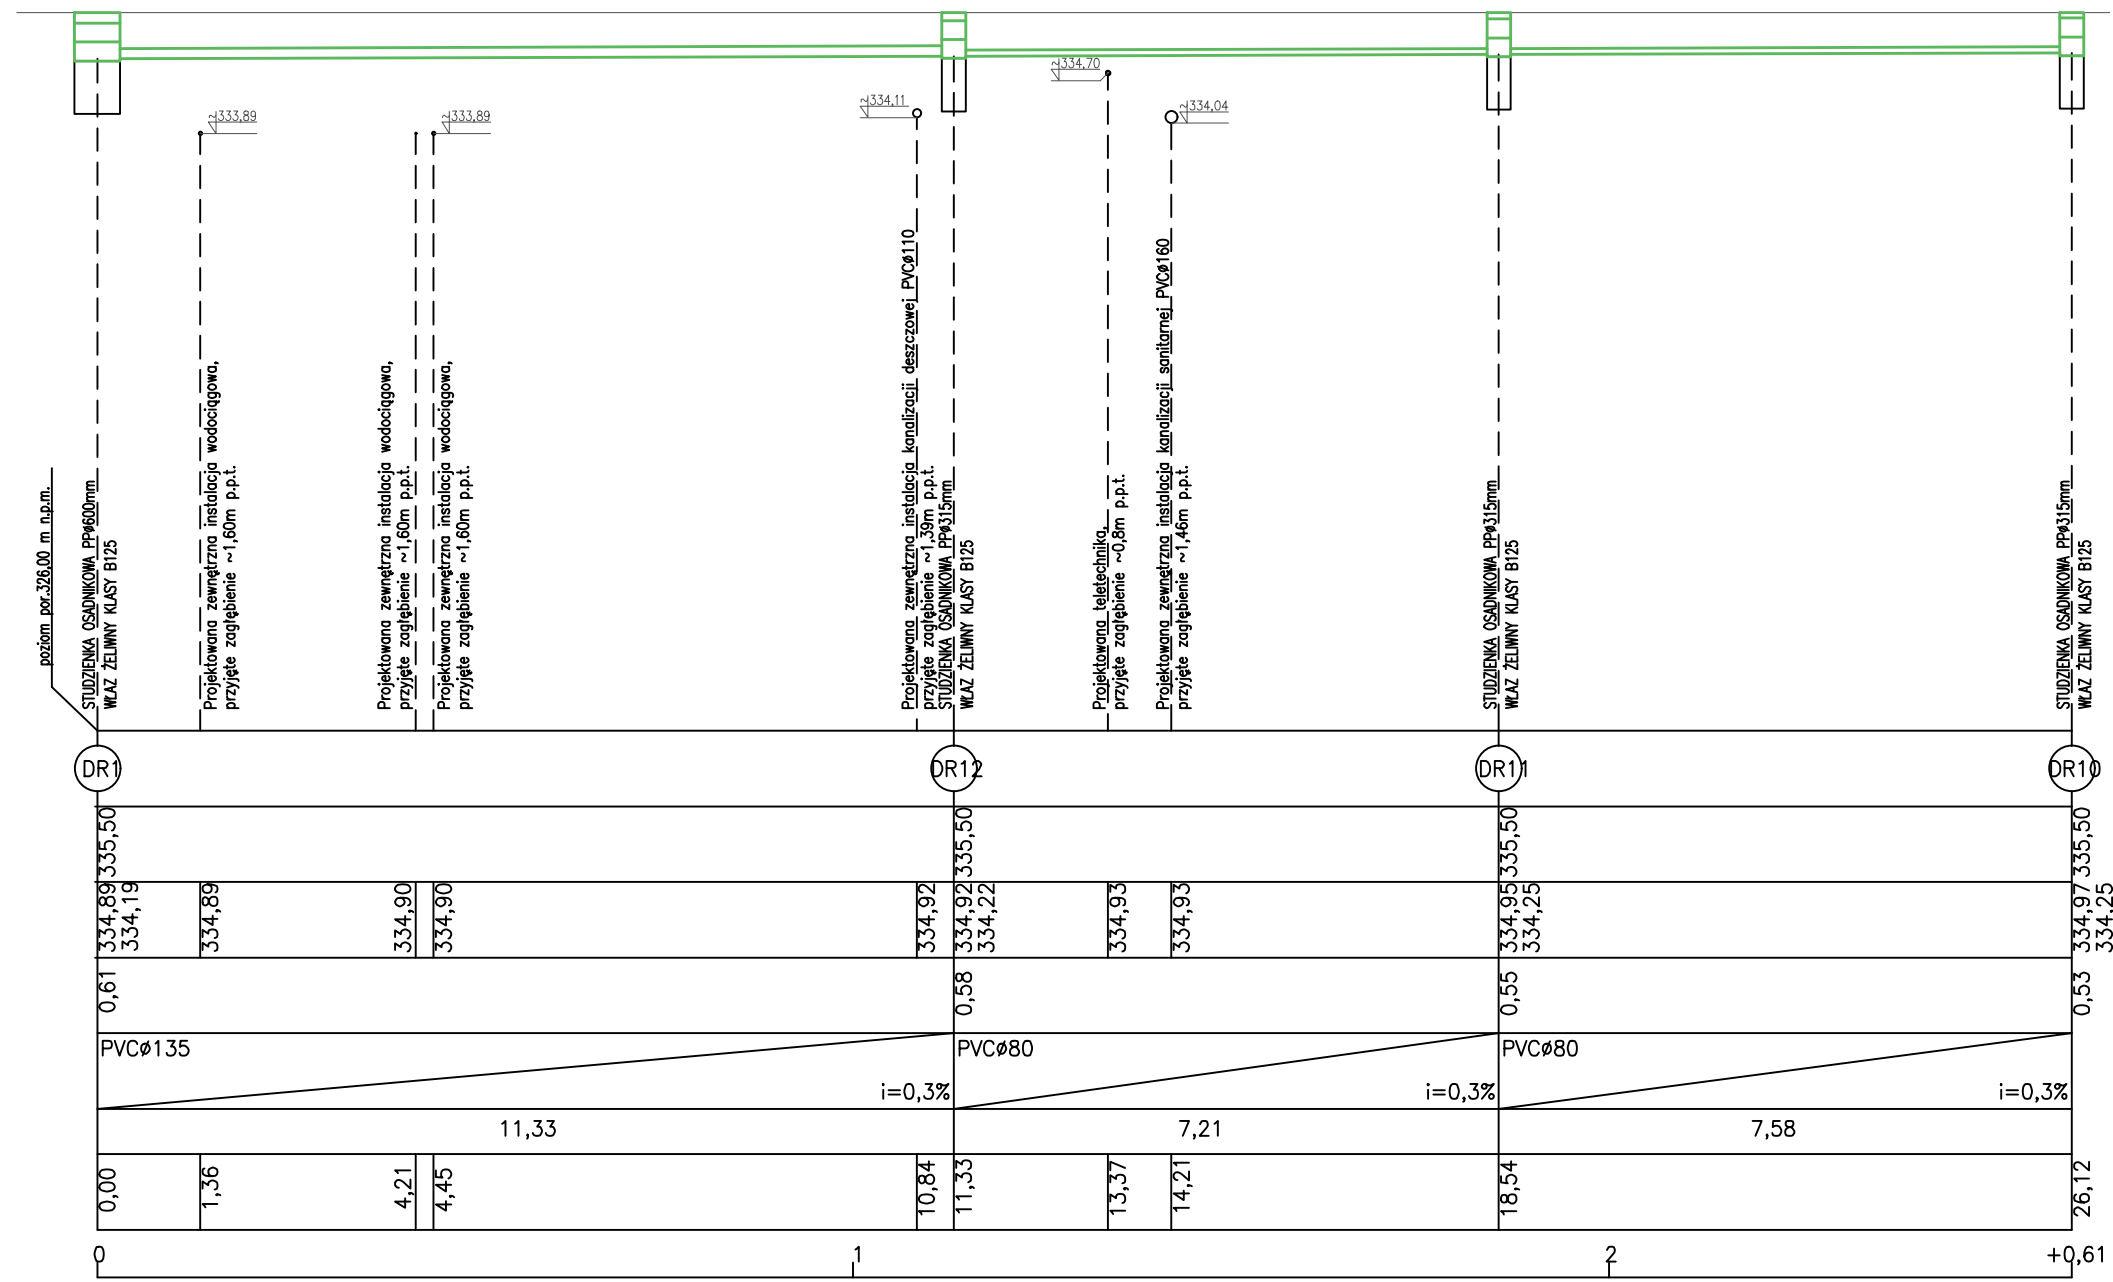 334,70
334,11
334,04
333,89
333,89
poziom por.326,00 m n.p.m.
STUDZIENKA OSADNIKOWA PPø600mm
WŁAZ ŻELIWNY KLASY B125
Projektowana zewnętrzna instalacja wodociągowa,
przyjęte zagłębienie ~1,60m p.p.t.
Projektowana zewnętrzna instalacja wodociągowa,
przyjęte zagłębienie ~1,60m p.p.t.
Projektowana zewnętrzna instalacja wodociągowa,
przyjęte zagłębienie ~1,60m p.p.t.
Projektowana zewnętrzna instalacja kanalizacji deszczowej PVCø110
przyjęte zagłębienie ~1,39m p.p.t.
STUDZIENKA OSADNIKOWA PPø315mm
WŁAZ ŻELIWNY KLASY B125
Projektowana teletechnika,
przyjęte zagłębienie ~0,8m p.p.t.
Projektowana zewnętrzna instalacja kanalizacji sanitarnej PVCø160
przyjęte zagłębienie ~1,46m p.p.t.
STUDZIENKA OSADNIKOWA PPø315mm
WŁAZ ŻELIWNY KLASY B125
STUDZIENKA OSADNIKOWA PPø315mm
WŁAZ ŻELIWNY KLASY B125
DR1 DR12 DR11 DR10
335,50 335,50 335,50 335,50
334,89 334,19 334,89 334,90 334,90 334,92 334,92 334,22 334,93 334,93 334,95 334,25 334,97 334,25
0,61 0,58 0,55 0,53
PVCø135 PVCø80 PVCø80
i=0,3% i=0,3% i=0,3%
11,33 7,21 7,58
0,00 1,36 4,21 4,45 10,84 11,33 13,37 14,21 18,54 26,12
0 1 2 +0,61